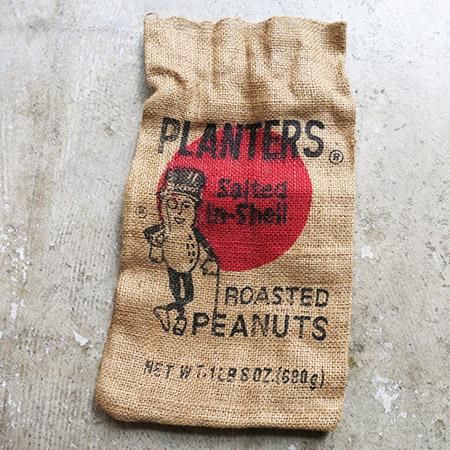 PLANTERS ®
Salted
In-Shell
®
ROASTED
PEANUTS
NET WT. 1 LB 8 OZ. (680g)